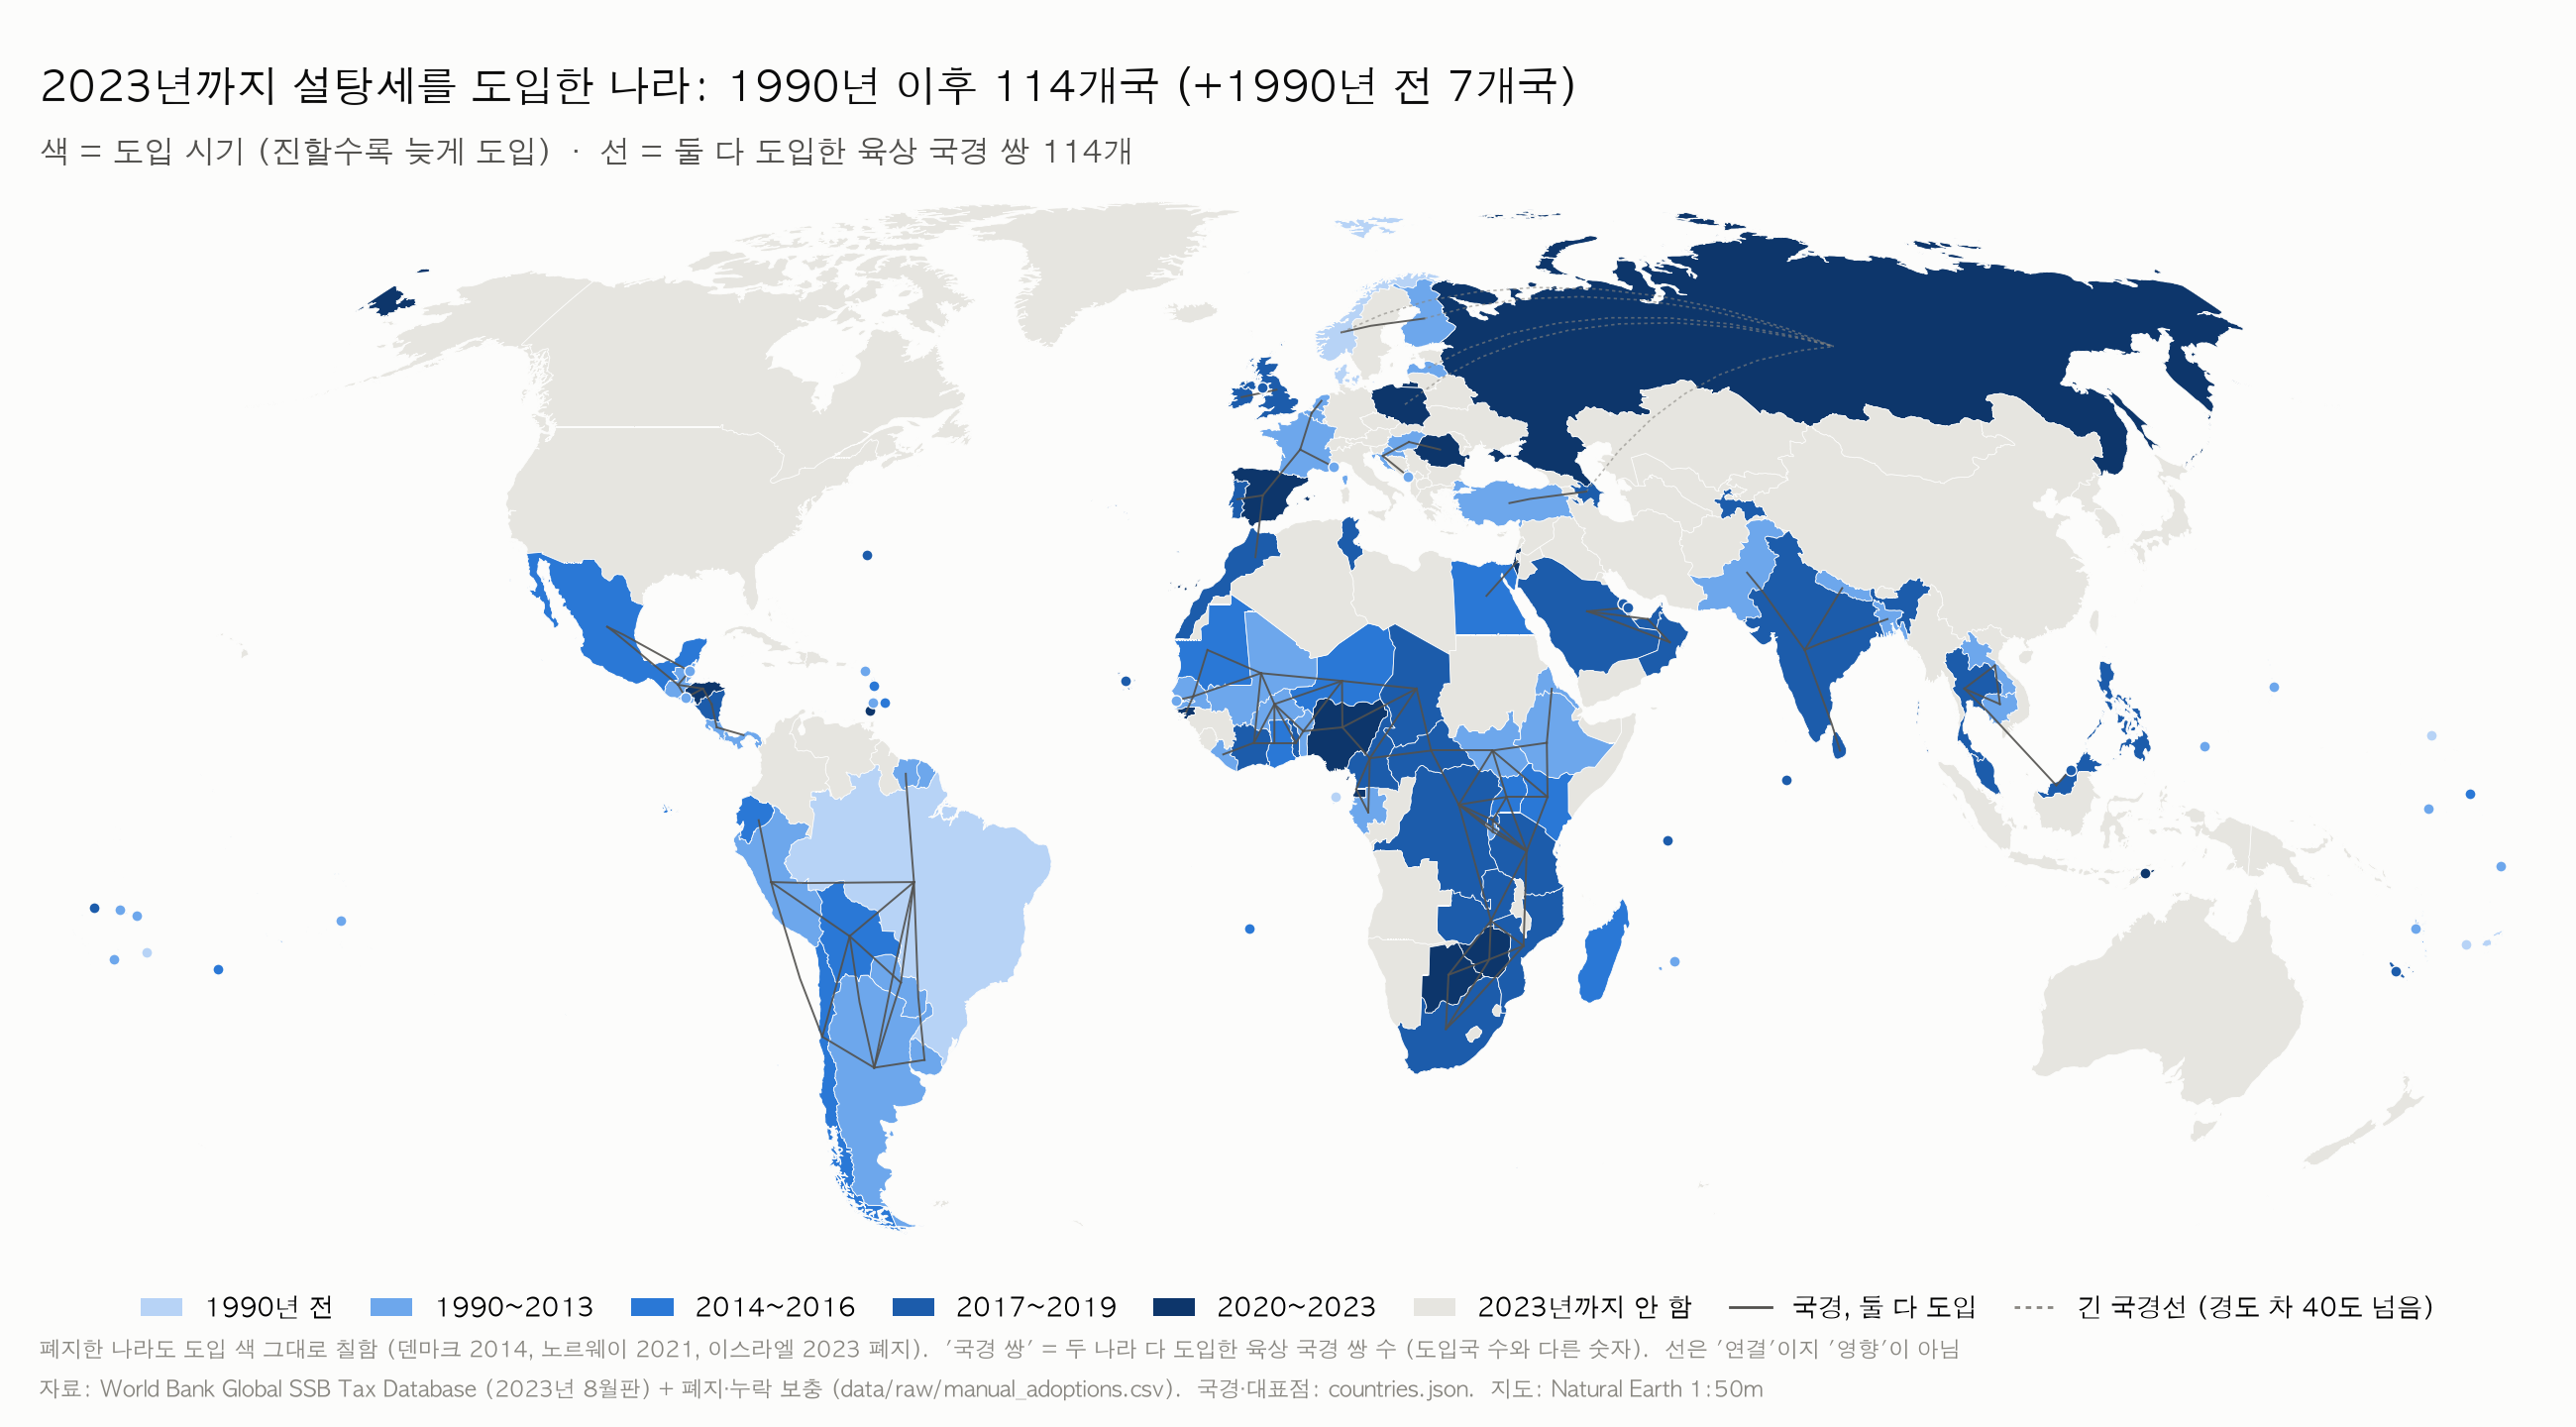 2023년까지 설탕세를 도입한 나라: 1990년 이후 114개국 (+1990년 전 7개국)
색 = 도입 시기 (진할수록 늦게 도입) · 선 = 둘 다 도입한 육상 국경 쌍 114개
1990년 전 1990~2013 2014~2016 2017~2019 2020~2023 2023년까지 안 함 국경, 둘 다 도입 긴 국경선 (경도 차 40도 넘음)
폐지한 나라도 도입 색 그대로 칠함 (덴마크 2014, 노르웨이 2021, 이스라엘 2023 폐지). '국경 쌍' = 두 나라 다 도입한 육상 국경 쌍 수 (도입국 수와 다른 숫자). 선은 '연결'이지 '영향'이 아님
자료: World Bank Global SSB Tax Database (2023년 8월판) + 폐지·누락 보충 (data/raw/manual_adoptions.csv). 국경·대표점: countries.json. 지도: Natural Earth 1:50m